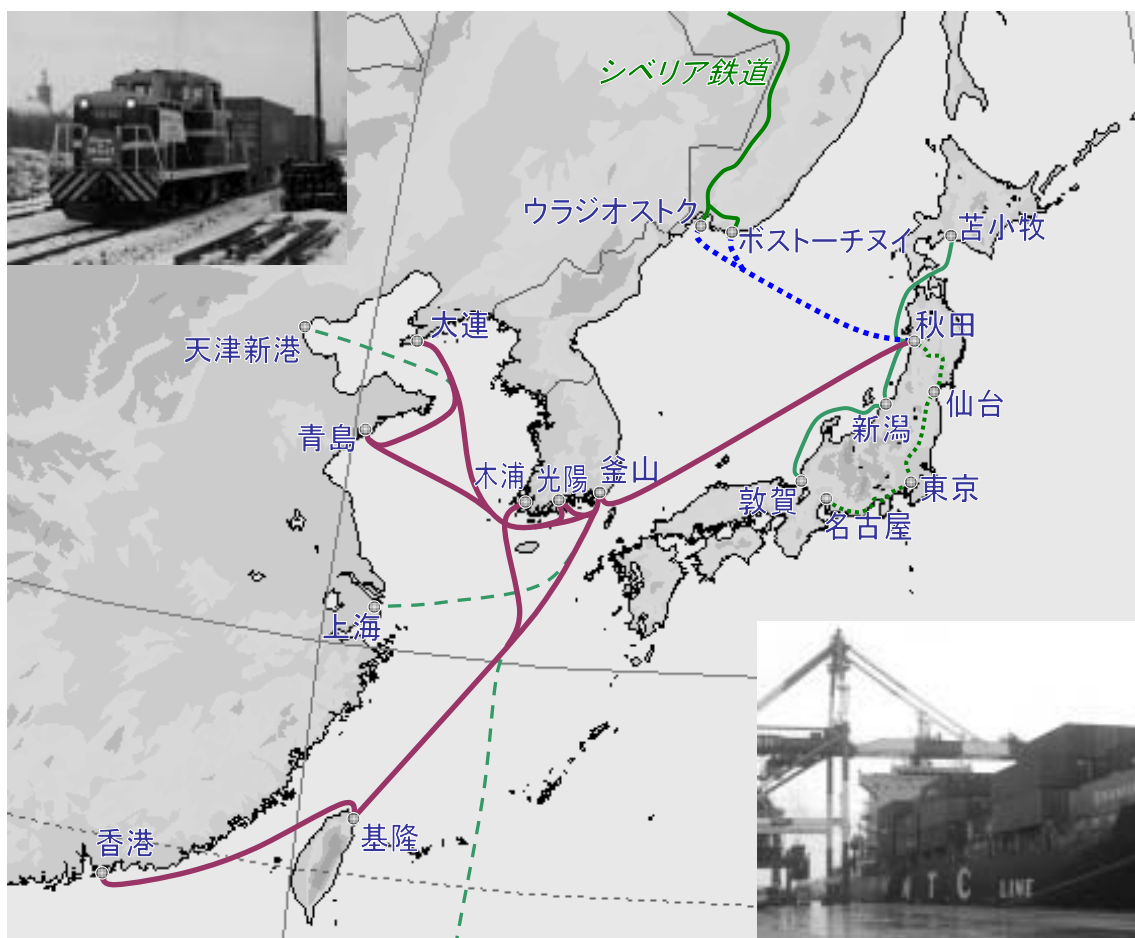 シベリア鉄道
ウラジオストク
ボストーチヌイ
苫小牧
大連
天津新港
秋田
仙台
新潟
青島
木浦
光陽
釜山
敦賀
東京
名古屋
上海
香港
基隆
TC LINE